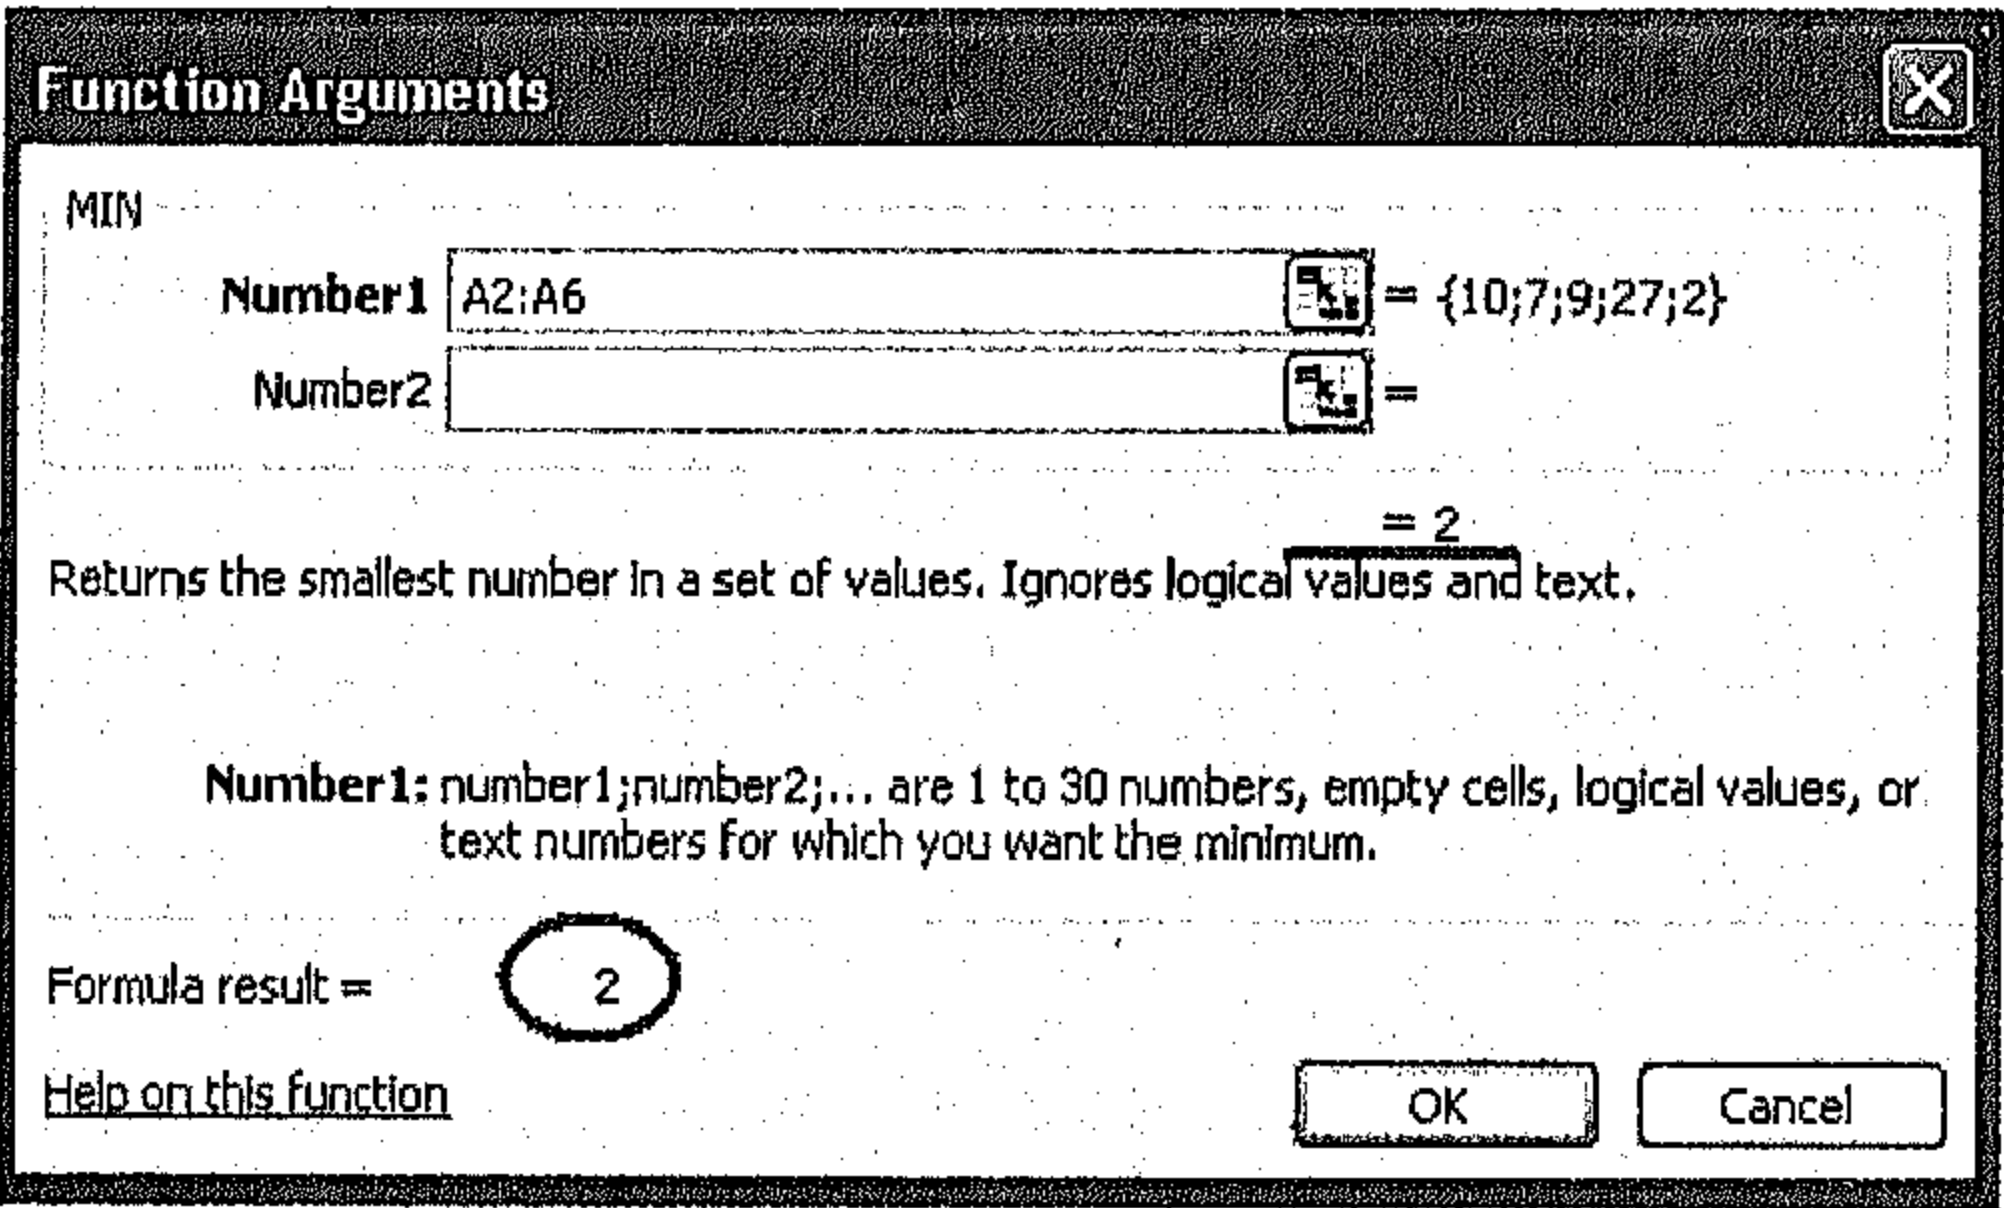 Function Arguments
MIN
Number1 A2:A6 = {10;7;9;27;2}
Number2 =
= 2
Returns the smallest number in a set of values. Ignores logical values and text.
Number1: number1;number2;... are 1 to 30 numbers, empty cells, logical values, or
text numbers for which you want the minimum.
Formula result = 2
Help on this function
OK Cancel